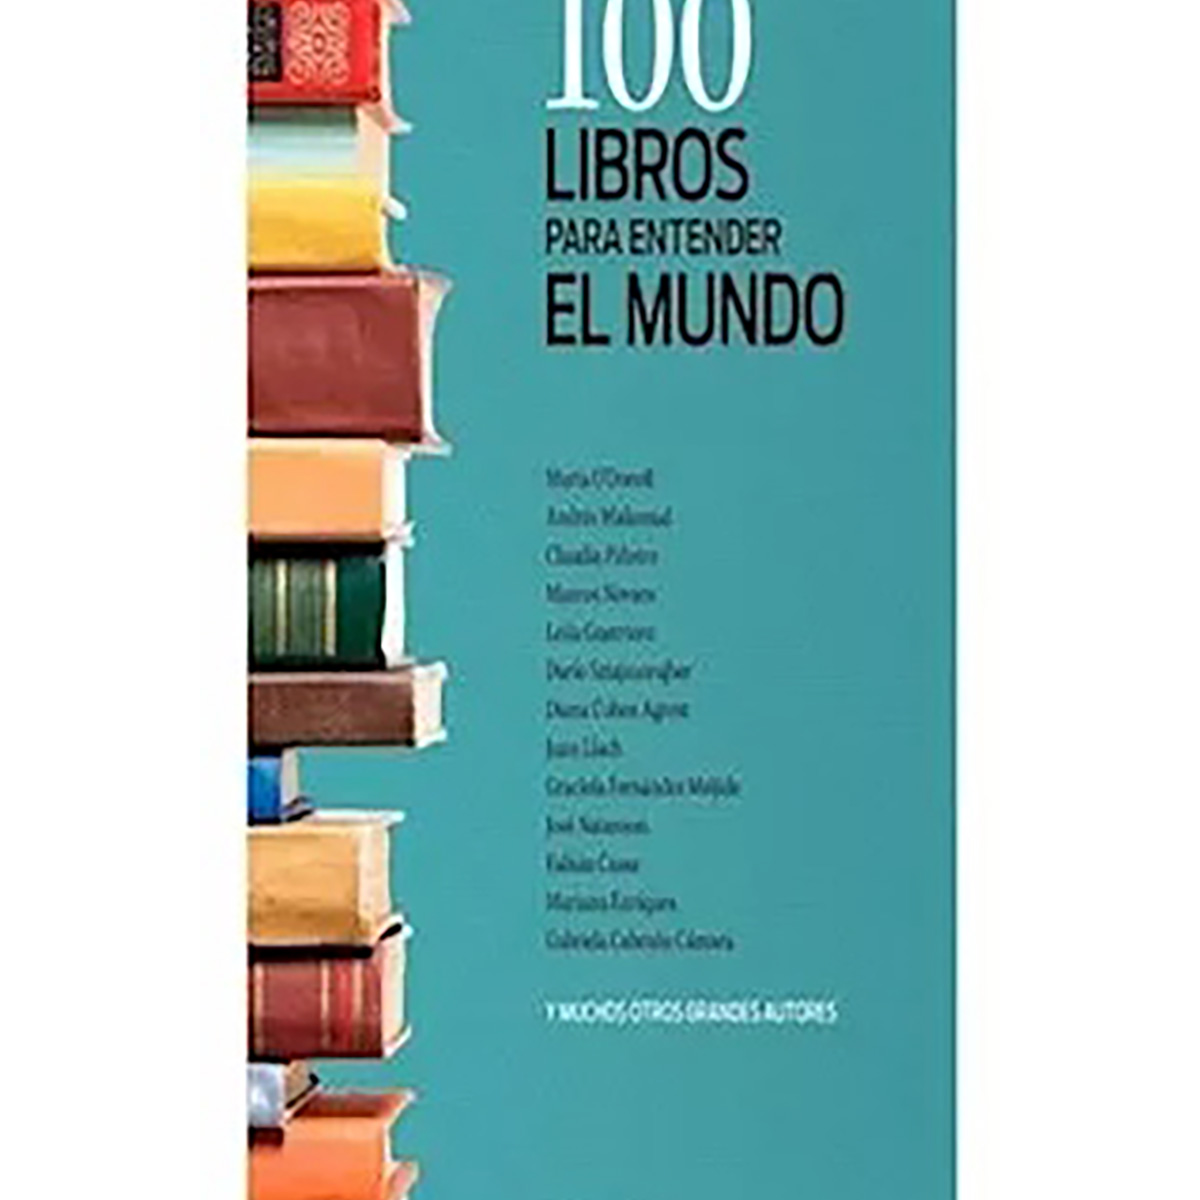 100
LIBROS
PARA ENTENDER
EL MUNDO
María O'Donnell
Andrés Malamud
Claudia Piñeiro
Marcos Novaro
Leila Guerriero
Darío Sztajnszrajber
Diana Cohen Agrest
Juan Llach
Graciela Fernández Meijide
José Natanson
Fabián Casas
Mariana Enriquez
Gabriela Cabezón Cámara
Y MUCHOS OTROS GRANDES AUTORES